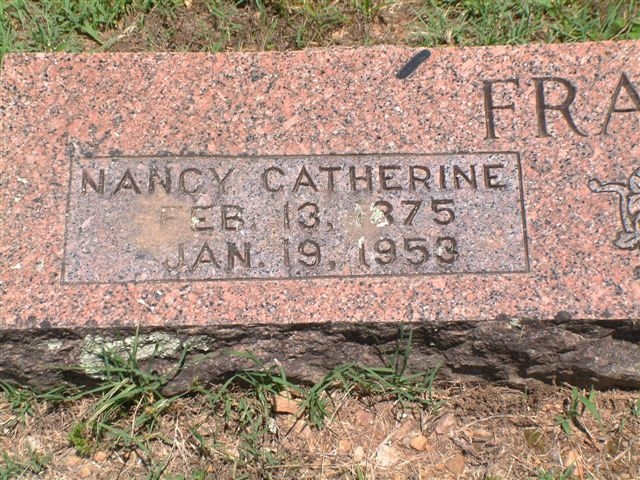 FRA
NANCY CATHERINE
FEB. 13, 1875
JAN. 19, 1953